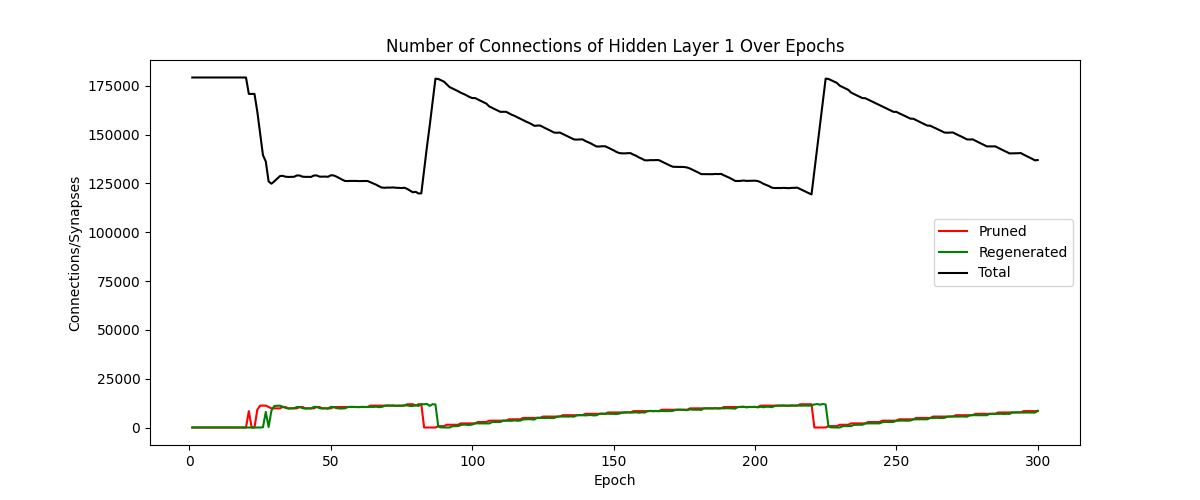 Number of Connections of Hidden Layer 1 Over Epochs
Connections/Synapses
175000
150000
125000
100000
75000
50000
25000
0
Pruned
Regenerated
Total
0 50 100 150 200 250 300
Epoch